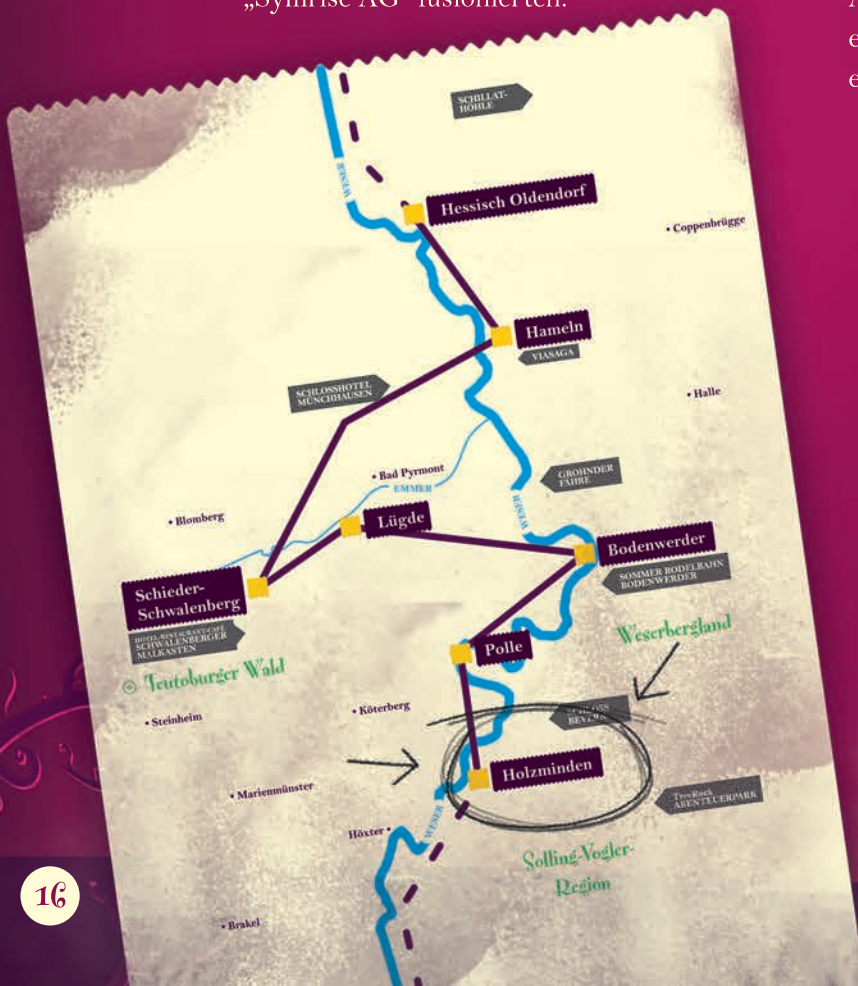 „Symrise AG“ fusionierten.
SCHILLAT-
HÖHLE
WESER
Hessisch Oldendorf
• Coppenbrügge
Hameln
VIASAGA
SCHLOSSHOTEL
MÜNCHHAUSEN
• Halle
• Bad Pyrmont
EMMER
GROHNDER
FÄHRE
WESER
• Blomberg
Lügde
Bodenwerder
SOMMER RODELBAHN
BODENWERDER
Schieder-
Schwalenberg
HOTEL-RESTAURANT-CAFÉ
SCHWALENBERGER
MALKASTEN
Weserbergland
Polle
Teutoburger Wald
• Steinheim
• Köterberg
SCHLOSS
BEVERN
Holzminden
• Marienmünster
TreeRock
ABENTEUERPARK
WESER
Höxter •
Solling-Vogler-
Region
16
• Brakel